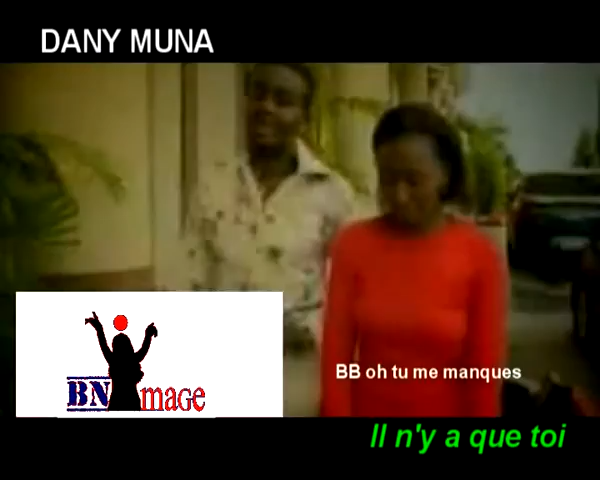 DANY MUNA
BB oh tu me manques
BN maGe
Il n'y a que toi